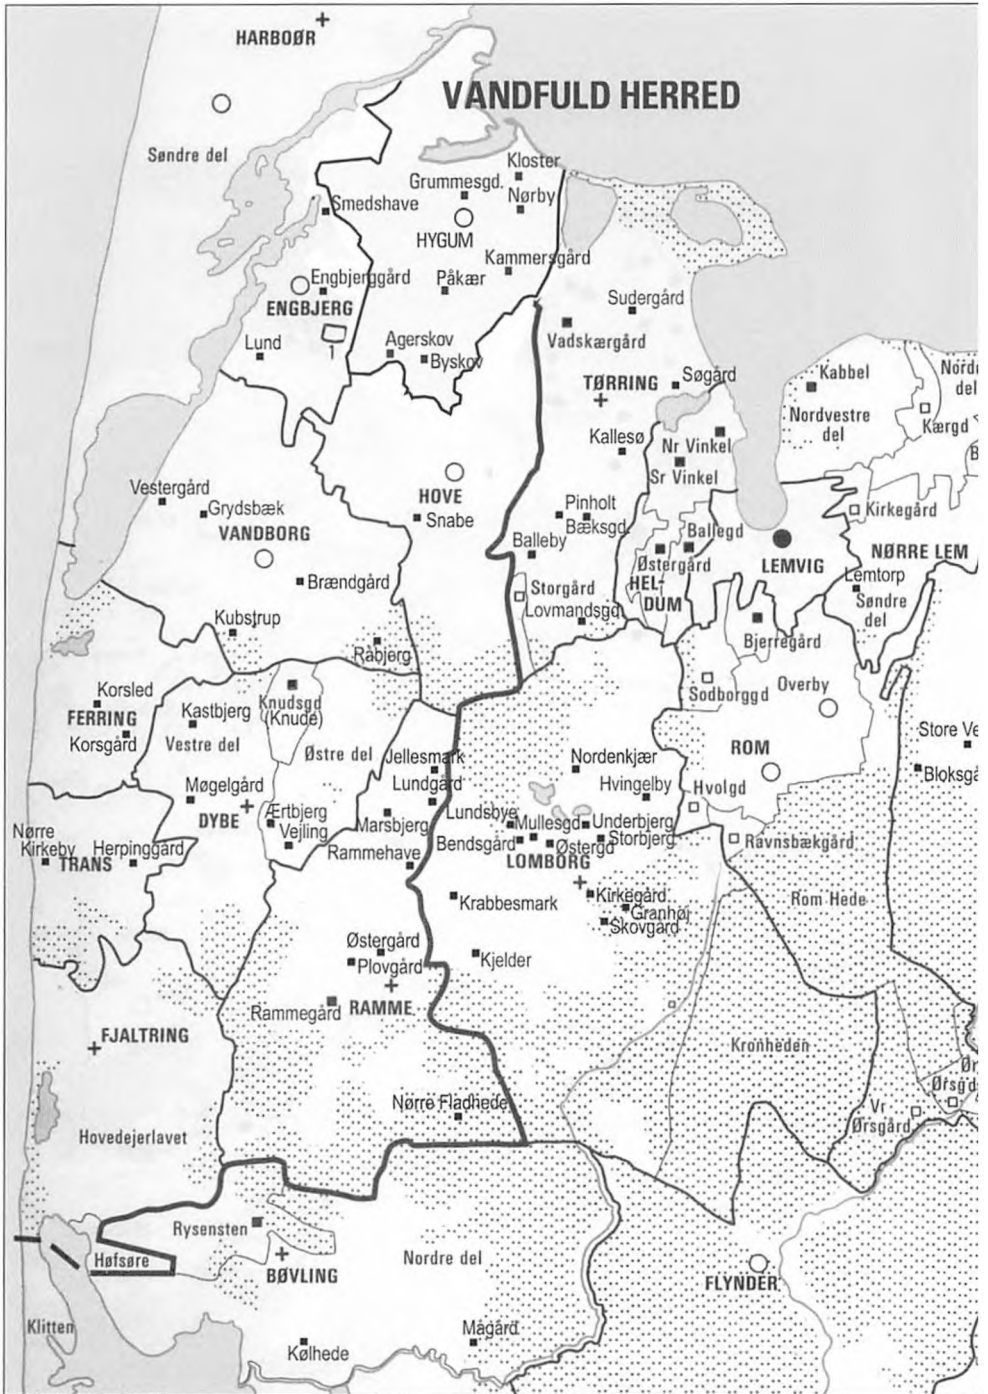 HARBOØR
VANDFULD HERRED
Søndre del
Kloster
Grummesgd.
Nørby
Smedshave
HYGUM
Kammersgård
Engbjerggård
Påkær
ENGBJERG
Sudergård
1
Vadskærgård
Lund
Agerskov
Byskov
TØRRING
Søgård
Kabbel
Nordvestre
del
Kærgd
Kallesø
Nr Vinkel
Sr Vinkel
HOVE
Snabe
Vestergård
Grydsbæk
VANDBORG
Pinholt
Bæksgd.
Balleby
Ballegd
Østergård
Kirkegård
LEMVIG
NØRRE LEM
Brændgård
Storgård
HEL-
DUM
Lovmandsgd
Lemtorp
Søndre
del
Kubstrup
Råbjerg
Bjerregård
Sodborggd
Overby
Korsled
FERRING
Korsgård
Kastbjerg
Vestre del
Knudsgd
(Knude)
Østre del
Jellesmark
Nordenkjær
ROM
Store Ve
Lundgård
Hvingelby
Hvolgd
Bloksgå
Møgelgård
DYBE
Ærtbjerg
Vejling
Marsbjerg
Lundsbye
Mullesgd
Underbjerg
Bendsgård
Østergd
Storbjerg
Ravnsbækgård
Nørre
Kirkeby
TRANS
Herpinggård
Rammehave
LOMBORG
Krabbesmark
Kirkegård
Granhøj
Skovgård
Rom Hede
Østergård
Plovgård
Kjelder
Rammegård
RAMME
FJALTRING
Kronheden
Nørre Fladhede
Ørsg'd
Vr
Ørsgård
Hovedejerlavet
Rysensten
Høfsøre
BØVLING
Nordre del
FLYNDER
Klitten
Kølhede
Mågård